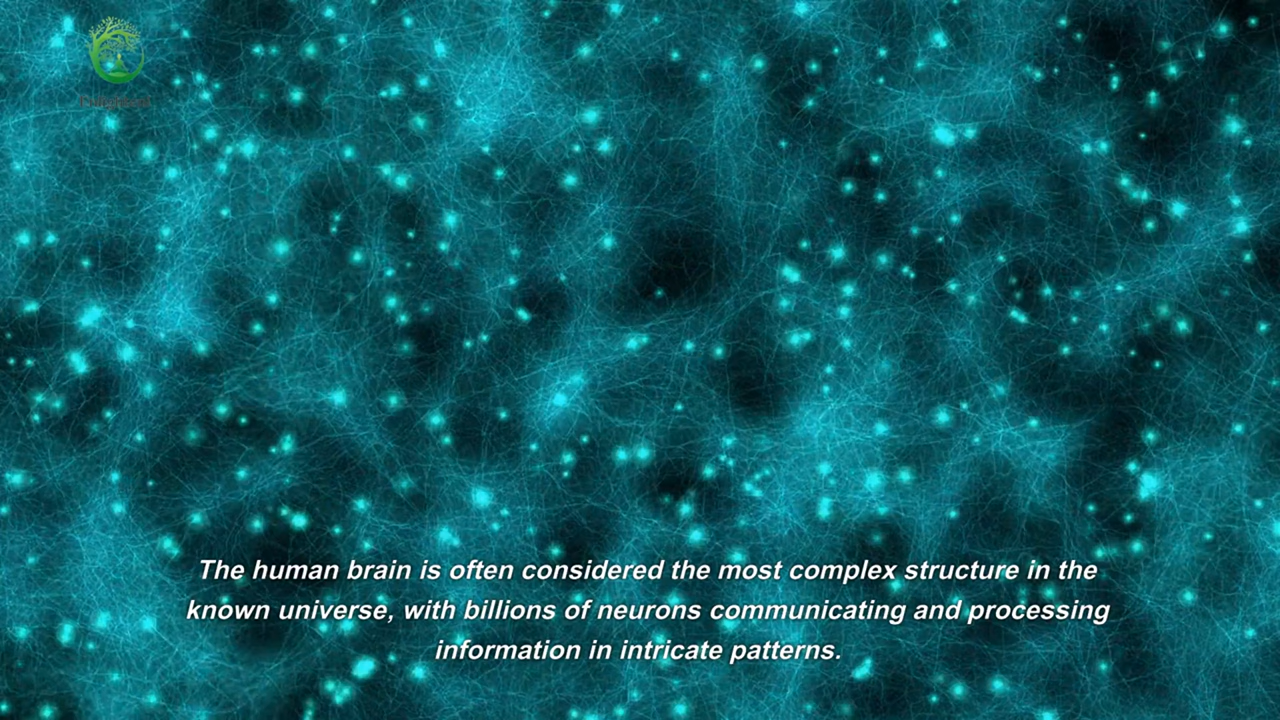 The human brain is often considered the most complex structure in the
known universe, with billions of neurons communicating and processing
information in intricate patterns.